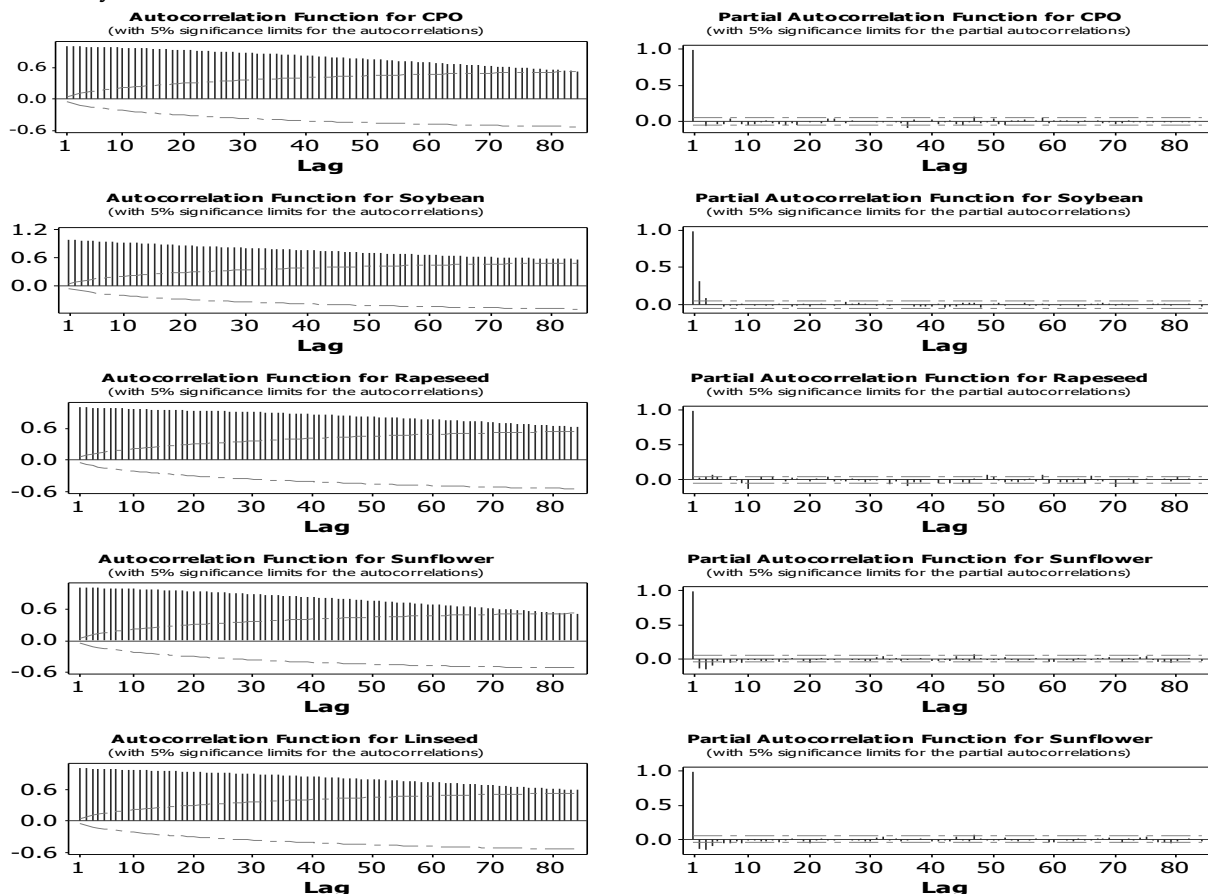 Autocorrelation Function for CPO
(with 5% significance limits for the autocorrelations)
0.6
0.0
-0.6
1 10 20 30 40 50 60 70 80
Lag
Partial Autocorrelation Function for CPO
(with 5% significance limits for the partial autocorrelations)
1.0
0.5
0.0
1 10 20 30 40 50 60 70 80
Lag
Autocorrelation Function for Soybean
(with 5% significance limits for the autocorrelations)
1.2
0.6
0.0
1 10 20 30 40 50 60 70 80
Lag
Partial Autocorrelation Function for Soybean
(with 5% significance limits for the partial autocorrelations)
1.0
0.5
0.0
1 10 20 30 40 50 60 70 80
Lag
Autocorrelation Function for Rapeseed
(with 5% significance limits for the autocorrelations)
0.6
0.0
-0.6
1 10 20 30 40 50 60 70 80
Lag
Partial Autocorrelation Function for Rapeseed
(with 5% significance limits for the partial autocorrelations)
1.0
0.5
0.0
1 10 20 30 40 50 60 70 80
Lag
Autocorrelation Function for Sunflower
(with 5% significance limits for the autocorrelations)
0.6
0.0
-0.6
1 10 20 30 40 50 60 70 80
Lag
Partial Autocorrelation Function for Sunflower
(with 5% significance limits for the partial autocorrelations)
1.0
0.5
0.0
1 10 20 30 40 50 60 70 80
Lag
Autocorrelation Function for Linseed
(with 5% significance limits for the autocorrelations)
0.6
0.0
-0.6
1 10 20 30 40 50 60 70 80
Lag
Partial Autocorrelation Function for Sunflower
(with 5% significance limits for the partial autocorrelations)
1.0
0.5
0.0
1 10 20 30 40 50 60 70 80
Lag